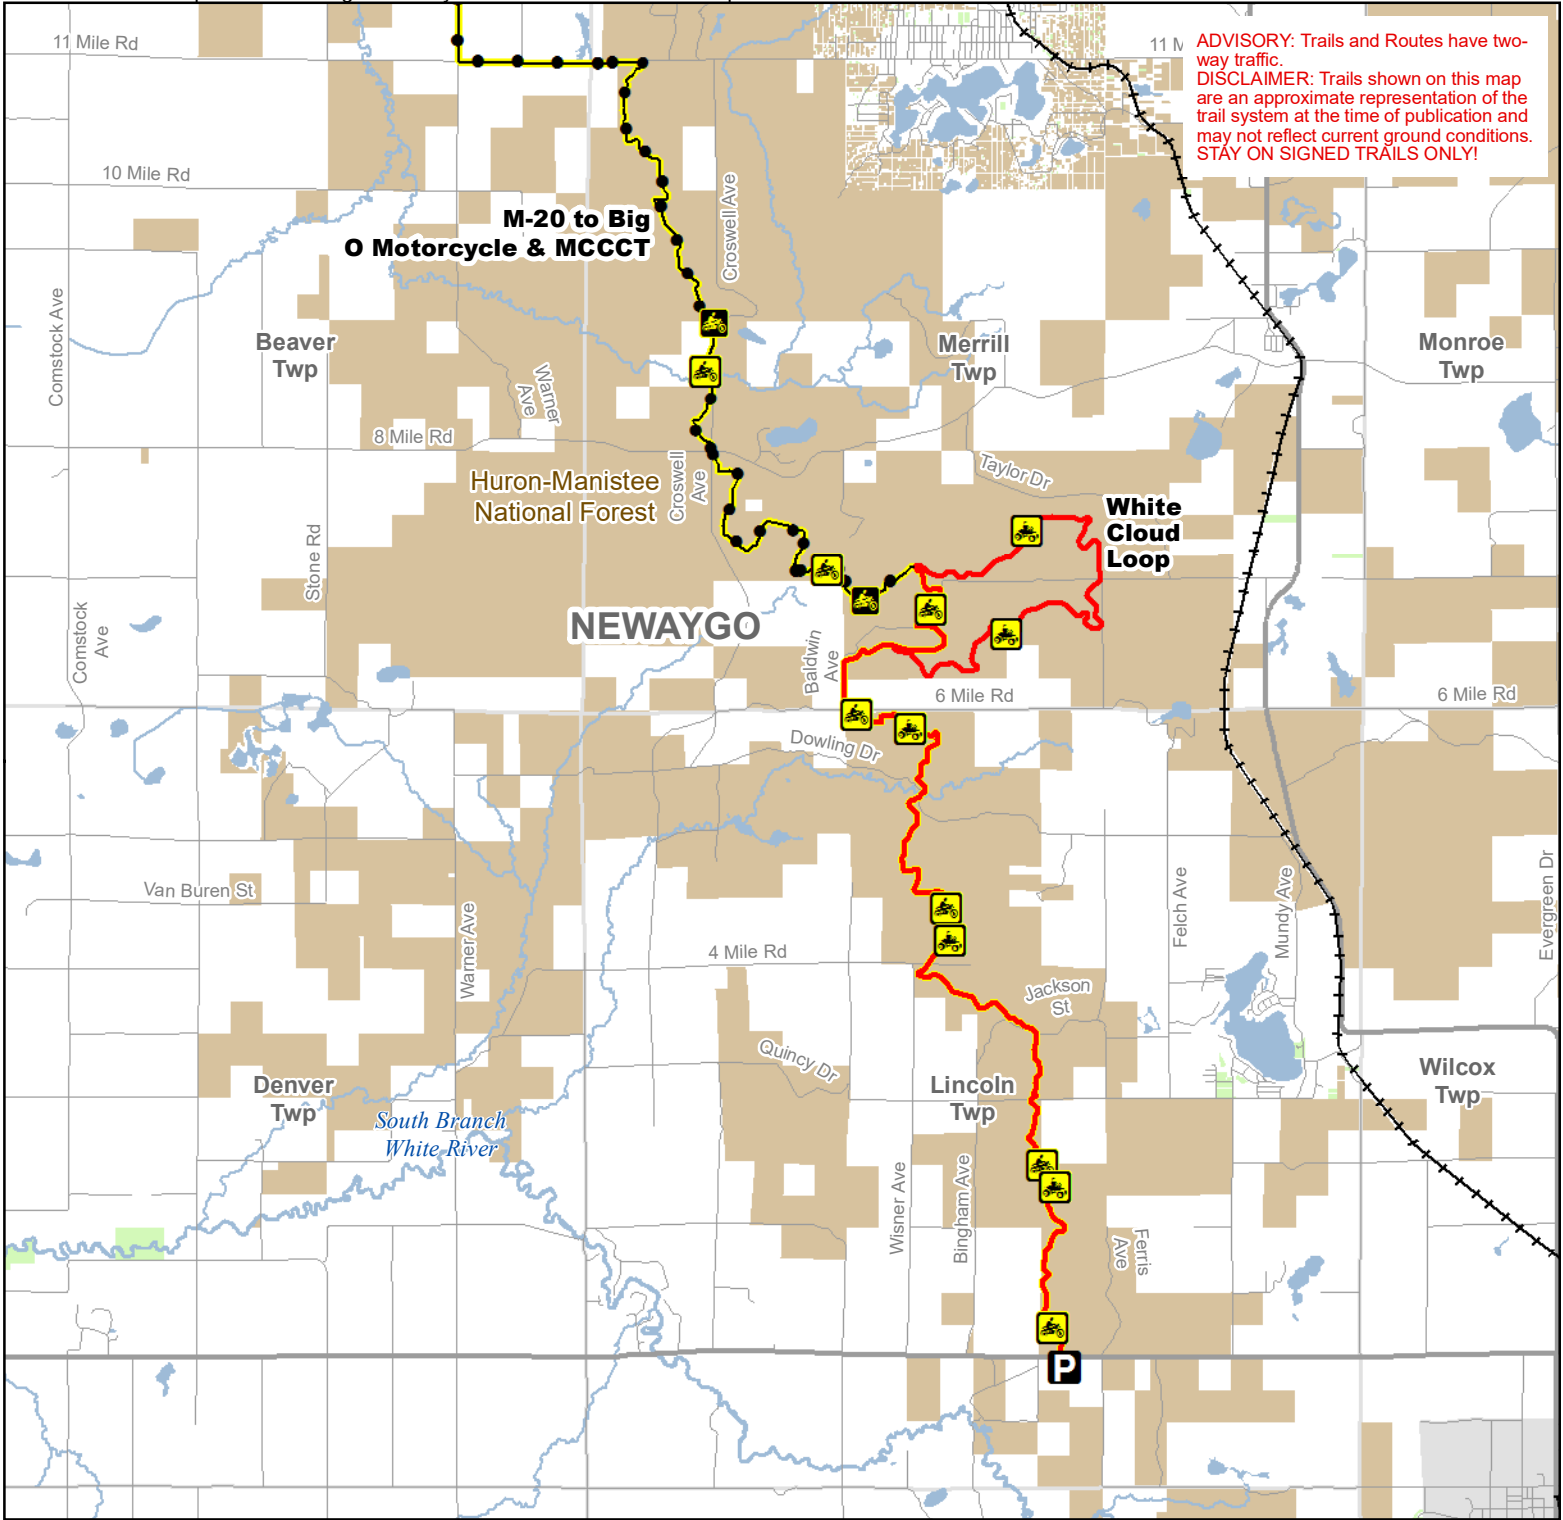 11 Mile Rd
11 M
ADVISORY: Trails and Routes have two-
way traffic.
DISCLAIMER: Trails shown on this map
are an approximate representation of the
trail system at the time of publication and
may not reflect current ground conditions.
STAY ON SIGNED TRAILS ONLY!
10 Mile Rd
M-20 to Big
O Motorcycle & MCCCT
Croswell Ave
Comstock Ave
Beaver
Twp
Merrill
Twp
Monroe
Twp
Warner
Ave
8 Mile Rd
Huron-Manistee
National Forest
Croswell
Ave
Taylor Dr
White
Cloud
Loop
Stone Rd
NEWAYGO
Comstock
Ave
Baldwin
Ave
6 Mile Rd
6 Mile Rd
Dowling Dr
Van Buren St
Warner Ave
4 Mile Rd
Felch Ave
Mundy Ave
Evergreen Dr
Jackson
St
Quincy Dr
Denver
Twp
Lincoln
Twp
Wilcox
Twp
South Branch
White River
Wisner Ave
Bingham Ave
Ferris
Ave
P